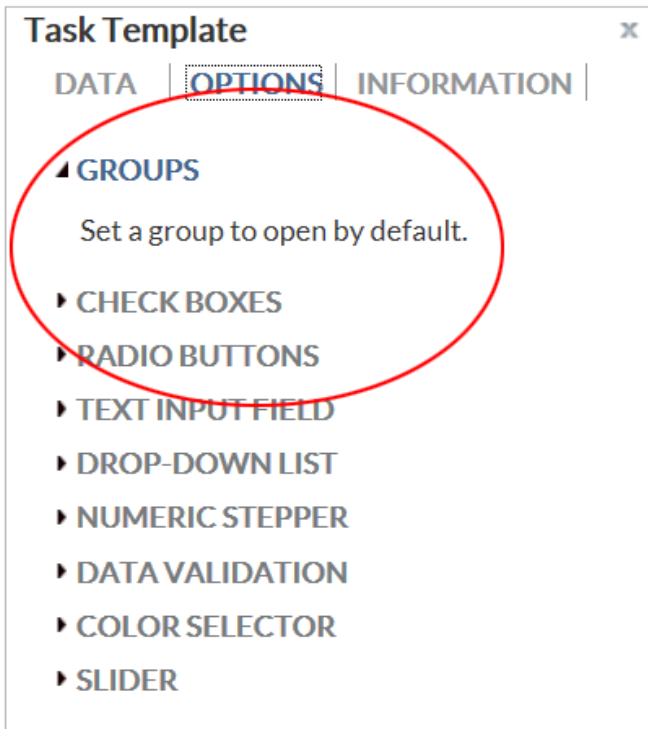 Task Template x
DATA OPTIONS INFORMATION
GROUPS
Set a group to open by default.
CHECK BOXES
RADIO BUTTONS
TEXT INPUT FIELD
DROP-DOWN LIST
NUMERIC STEPPER
DATA VALIDATION
COLOR SELECTOR
SLIDER